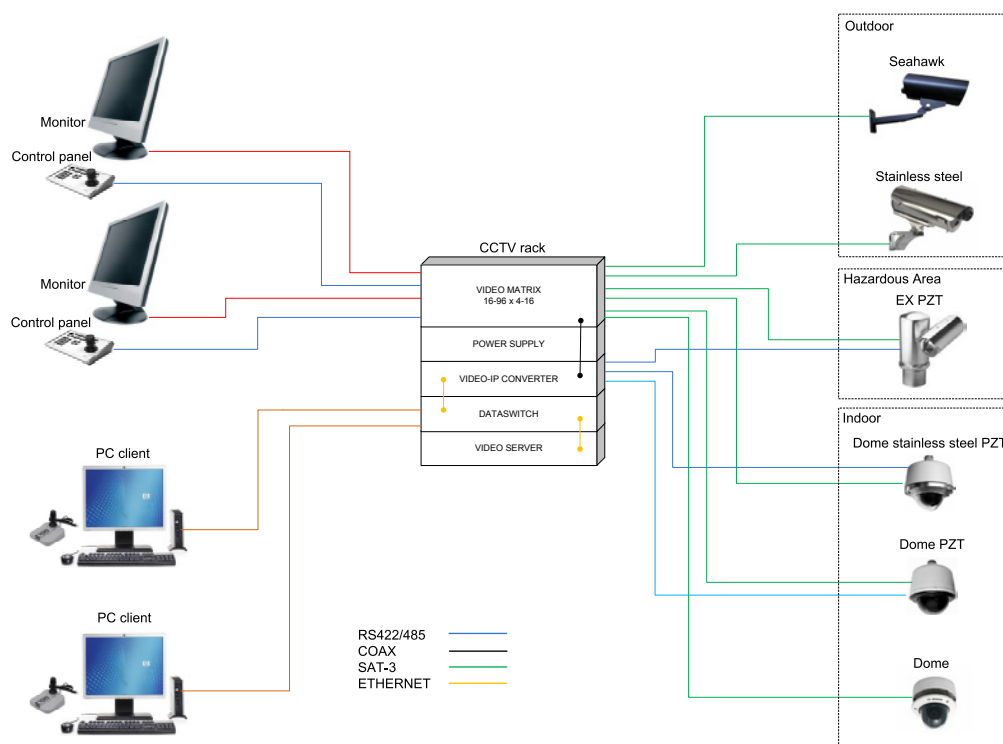 Outdoor
Seahawk
Monitor
Control panel
Stainless steel
CCTV rack
Hazardous Area
EX PZT
Monitor
VIDEO MATRIX
16-96 x 4-16
Control panel
POWER SUPPLY
VIDEO-IP CONVERTER
DATASWITCH
VIDEO SERVER
Indoor
Dome stainless steel PZT
PC client
Dome PZT
PC client
RS422/485
COAX
SAT-3
ETHERNET
Dome